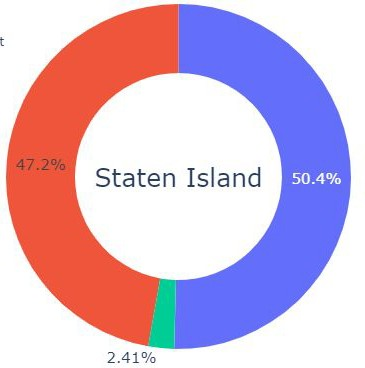 t
47.2%
Staten Island
50.4%
2.41%